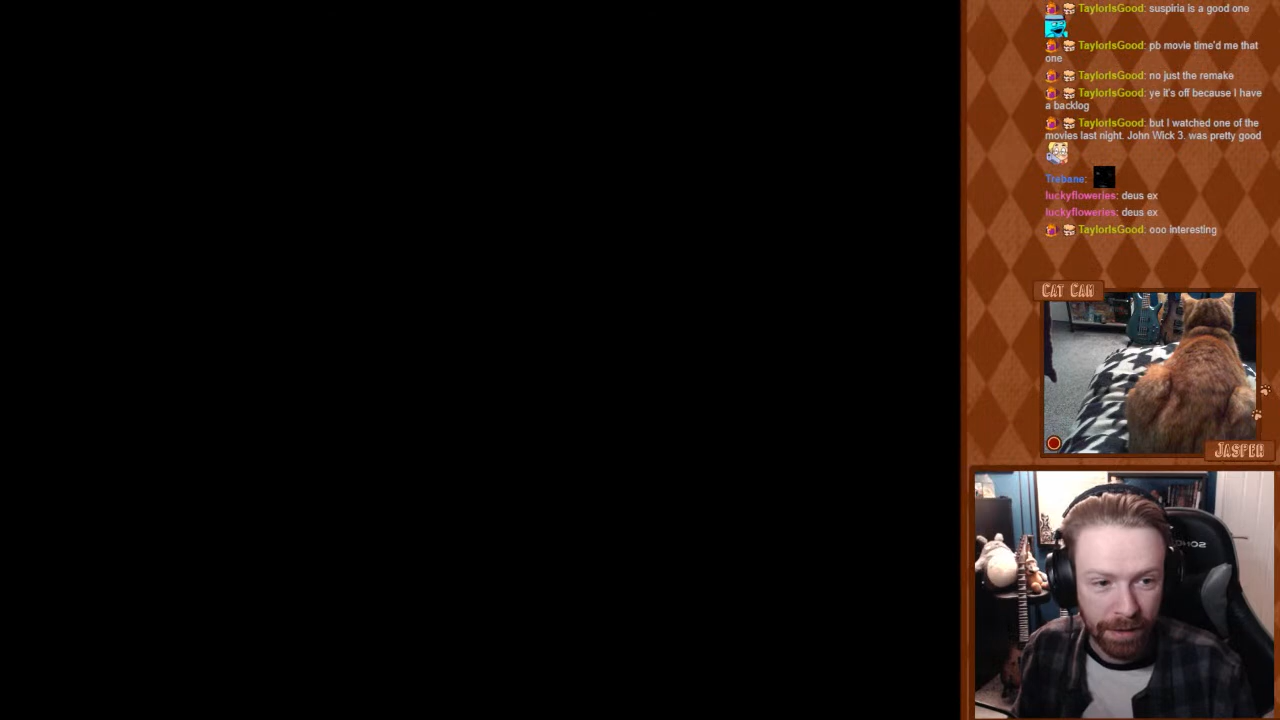 TaylorIsGood: suspiria is a good one
TaylorIsGood: pb movie time'd me that
one
TaylorIsGood: no just the remake
TaylorIsGood: ye it's off because I have
a backlog
TaylorIsGood: but I watched one of the
movies last night. John Wick 3. was pretty good
Trebane:
luckyfloweries: deus ex
luckyfloweries: deus ex
TaylorIsGood: ooo interesting
CAT CAM
JASPER